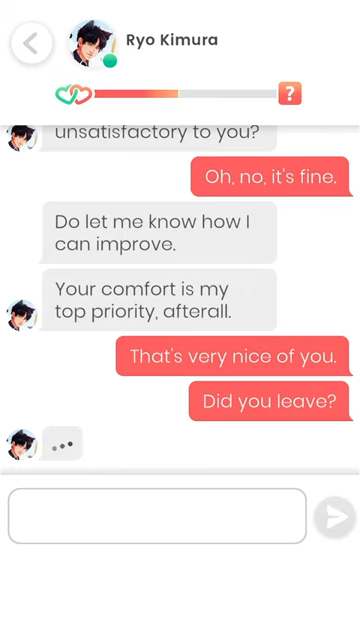 Ryo Kimura
?
unsatisfactory to you?
Oh, no, it's fine.
Do let me know how I
can improve.
Your comfort is my
top priority, afterall.
That's very nice of you.
Did you leave?
...